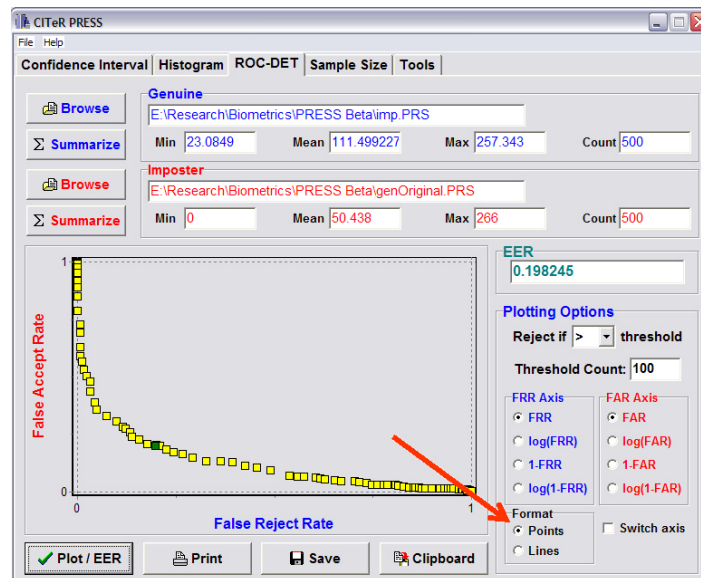 CITeR PRESS
File Help
Confidence Interval Histogram ROC-DET Sample Size Tools
Genuine
Browse
E:\Research\Biometrics\PRESS Beta\imp.PRS
Σ Summarize Min 23.0849 Mean 111.499227 Max 257.343 Count 500
Imposter
Browse
E:\Research\Biometrics\PRESS Beta\genOriginal.PRS
Σ Summarize Min 0 Mean 50.438 Max 266 Count 500
EER
0.198245
1
False Accept Rate
0
0
1
False Reject Rate
Plotting Options
Reject if > threshold
Threshold Count: 100
FRR Axis FAR Axis
FRR FAR
log(FRR) log(FAR)
1-FRR 1-FAR
log(1-FRR) log(1-FAR)
Format
Points Switch axis
Lines
Plot / EER Print Save Clipboard